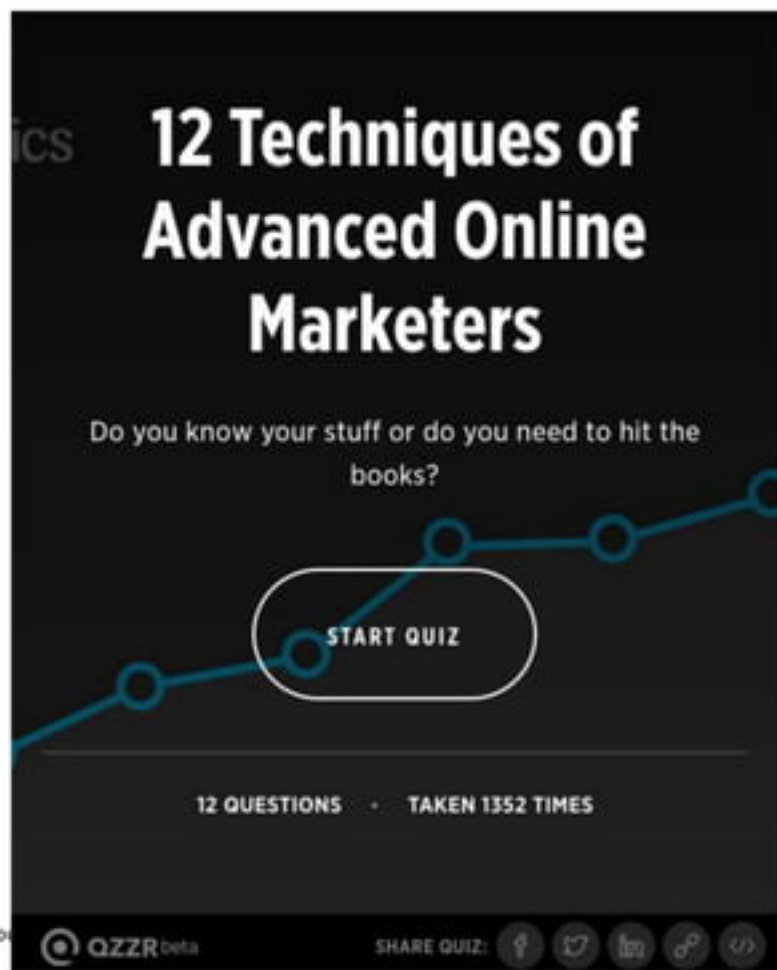 ics
12 Techniques of
Advanced Online
Marketers
Do you know your stuff or do you need to hit the
books?
START QUIZ
12 QUESTIONS • TAKEN 1352 TIMES
QZZR beta SHARE QUIZ: